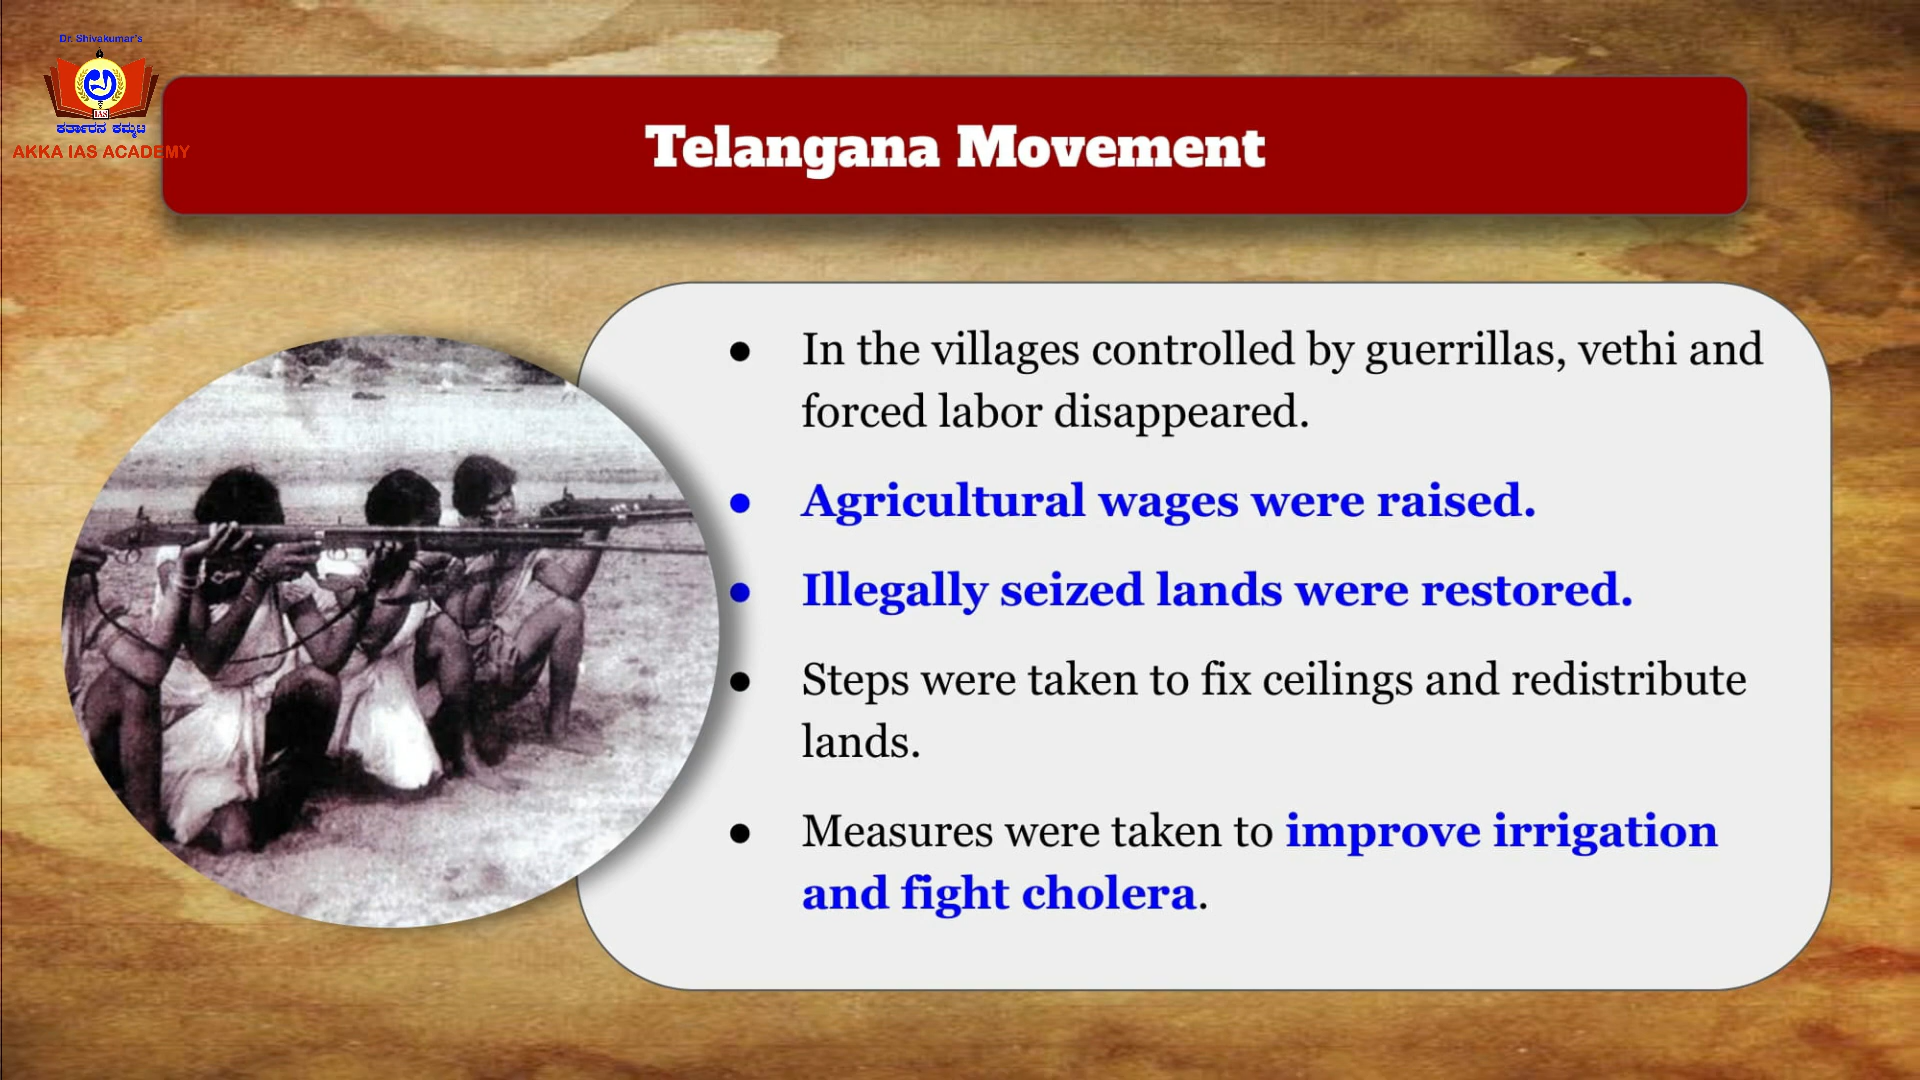 Dr. Shivakumar's
IAS
ಕರ್ತಾರನ ಕಮ್ಮಟ
AKKA IAS ACADEMY
Telangana Movement
● In the villages controlled by guerrillas, vethi and
forced labor disappeared.
● Agricultural wages were raised.
● Illegally seized lands were restored.
● Steps were taken to fix ceilings and redistribute
lands.
● Measures were taken to improve irrigation
and fight cholera.